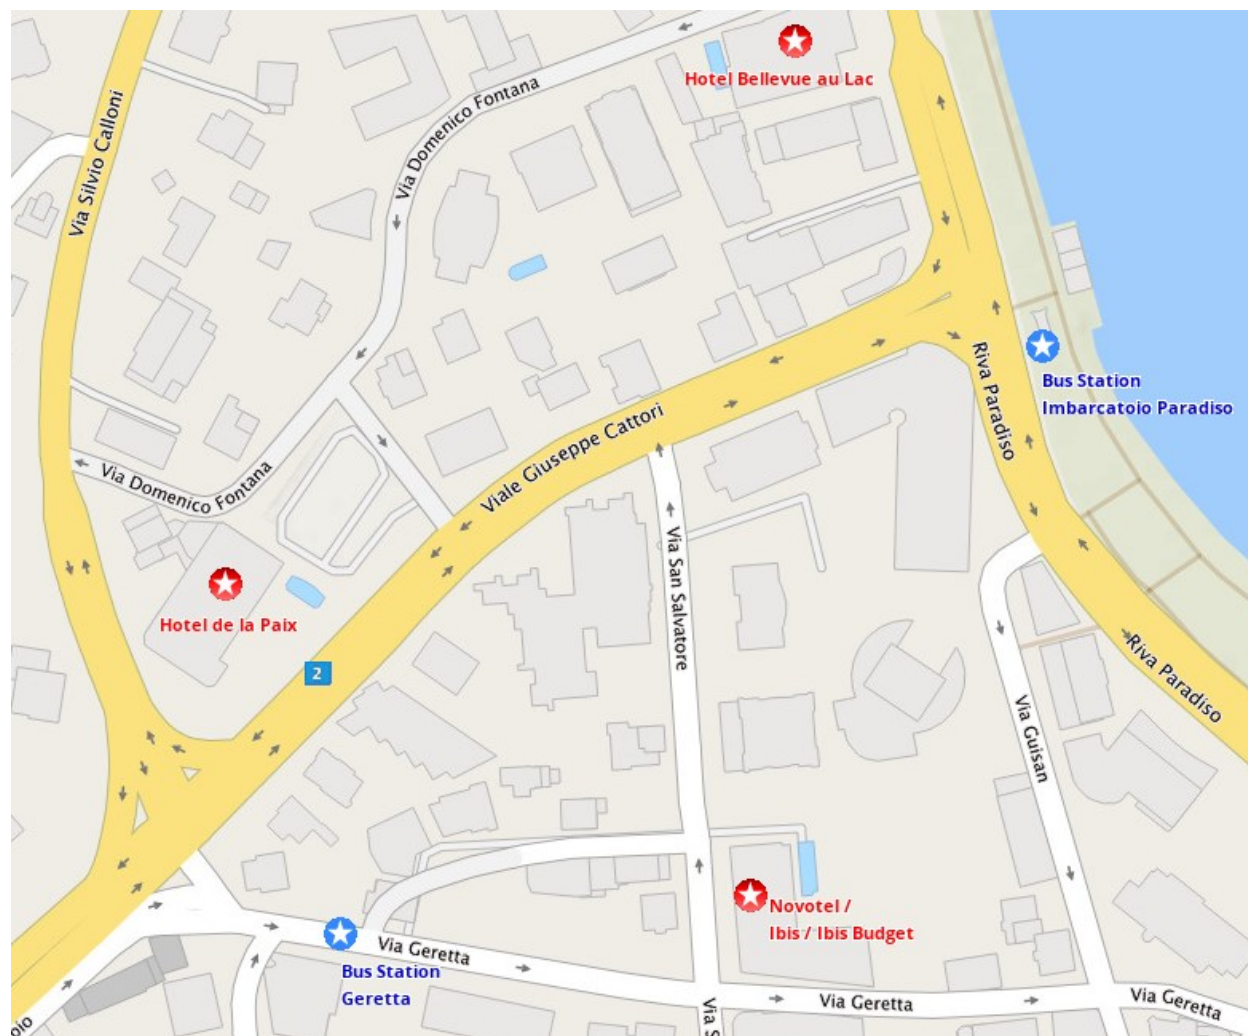 Hotel Bellevue au Lac
Via Domenico Fontana
Via Silvio Calloni
Bus Station
Imbarcatoio Paradiso
Riva Paradiso
Viale Giuseppe Cattori
Via Domenico Fontana
Hotel de la Paix
Via San Salvatore
2
Riva Paradiso
Via Guisan
Novotel /
Ibis / Ibis Budget
Via Geretta
Bus Station
Geretta
Via Geretta
Via Geretta
Via S
oio